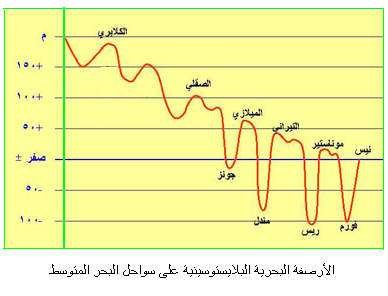 م
الكلابري
+١٥٠
الصقلي
+١٠٠
الميلازي
+٥٠
التيراني
موناستير
نيس
صفر ±
جونز
-٥٠
مندل
ريس
فورم
-١٠٠
الأرصفة البحرية البلايستوسينية على سواحل البحر المتوسط